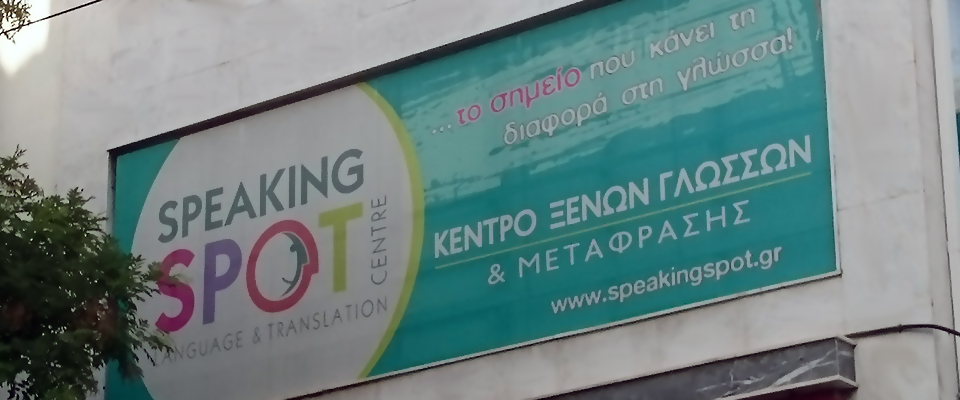 SPEAKING
SPOT
CENTRE
LANGUAGE & TRANSLATION
...το σημείο που κάνει τη
διαφορά στη γλώσσα!
ΚΕΝΤΡΟ ΞΕΝΩΝ ΓΛΩΣΣΩΝ
& ΜΕΤΑΦΡΑΣΗΣ
www.speakingspot.gr